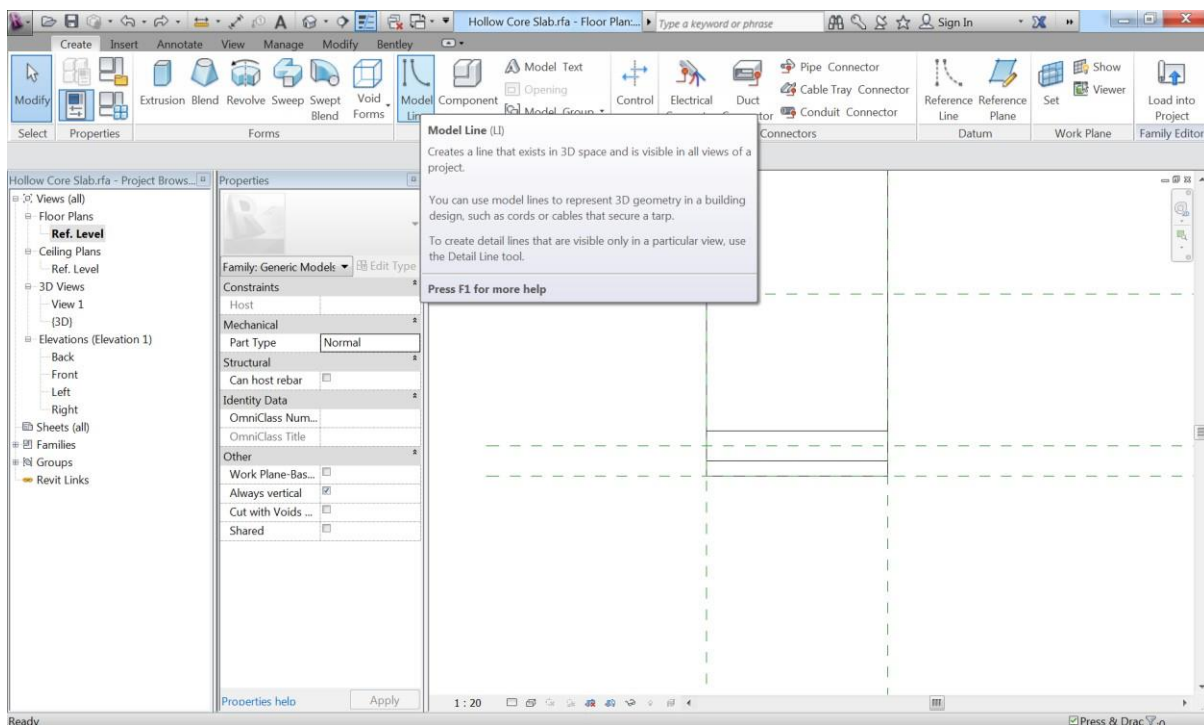 Hollow Core Slab.rfa - Floor Plan:... Type a keyword or phrase Sign In
Create Insert Annotate View Manage Modify Bentley
Modify
Extrusion Blend Revolve Sweep Swept Blend Void Forms
Model Line
Component
Model Text
Opening
Model Group
Control
Electrical
Duct
Pipe Connector
Cable Tray Connector
Conduit Connector
Reference Line
Reference Plane
Set
Show
Viewer
Load into Project
Select Properties Forms Connectors Datum Work Plane Family Editor
Model Line (LI)
Creates a line that exists in 3D space and is visible in all views of a
project.
You can use model lines to represent 3D geometry in a building
design, such as cords or cables that secure a tarp.
To create detail lines that are visible only in a particular view, use
the Detail Line tool.
Press F1 for more help
Hollow Core Slab.rfa - Project Brows...
Views (all)
Floor Plans
Ref. Level
Ceiling Plans
Ref. Level
3D Views
View 1
{3D}
Elevations (Elevation 1)
Back
Front
Left
Right
Sheets (all)
Families
Groups
Revit Links
Properties
Family: Generic Models Edit Type
Constraints
Host
Mechanical
Part Type Normal
Structural
Can host rebar
Identity Data
OmniClass Num...
OmniClass Title
Other
Work Plane-Bas...
Always vertical
Cut with Voids ...
Shared
Properties help Apply
1 : 20
Ready Press & Drag :0